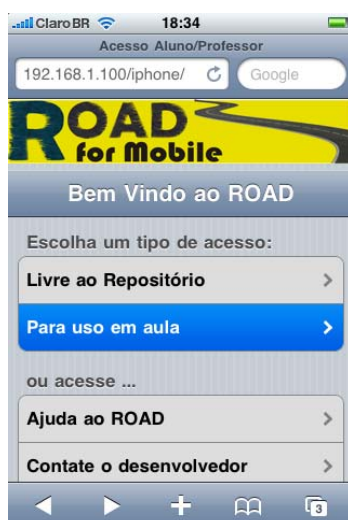 Claro BR 18:34
Acesso Aluno/Professor
192.168.1.100/iphone/ Google
ROAD
for Mobile
Bem Vindo ao ROAD
Escolha um tipo de acesso:
Livre ao Repositório
Para uso em aula
ou acesse ...
Ajuda ao ROAD
Contate o desenvolvedor
3